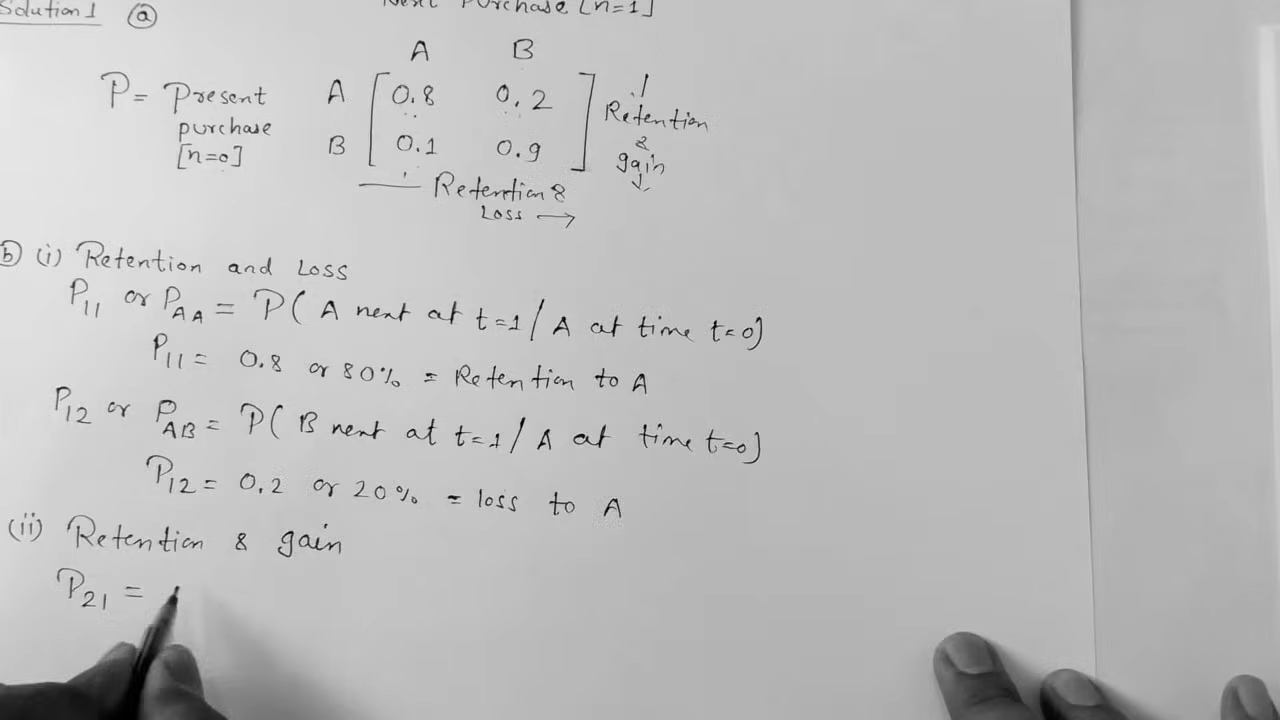 Solution 1 (a) Next Purchase [n=1]
A B
P = Present A [ 0.8 0.2 ] Retention
purchase B [ 0.1 0.9 ] & gain ↓
[n=0]
Retention &
Loss →
(b) (i) Retention and Loss
P11 or PAA = P( A next at t=1 / A at time t=0)
P11 = 0.8 or 80% = Retention to A
P12 or PAB = P( B next at t=1 / A at time t=0)
P12 = 0.2 or 20% = loss to A
(ii) Retention & gain
P21 =